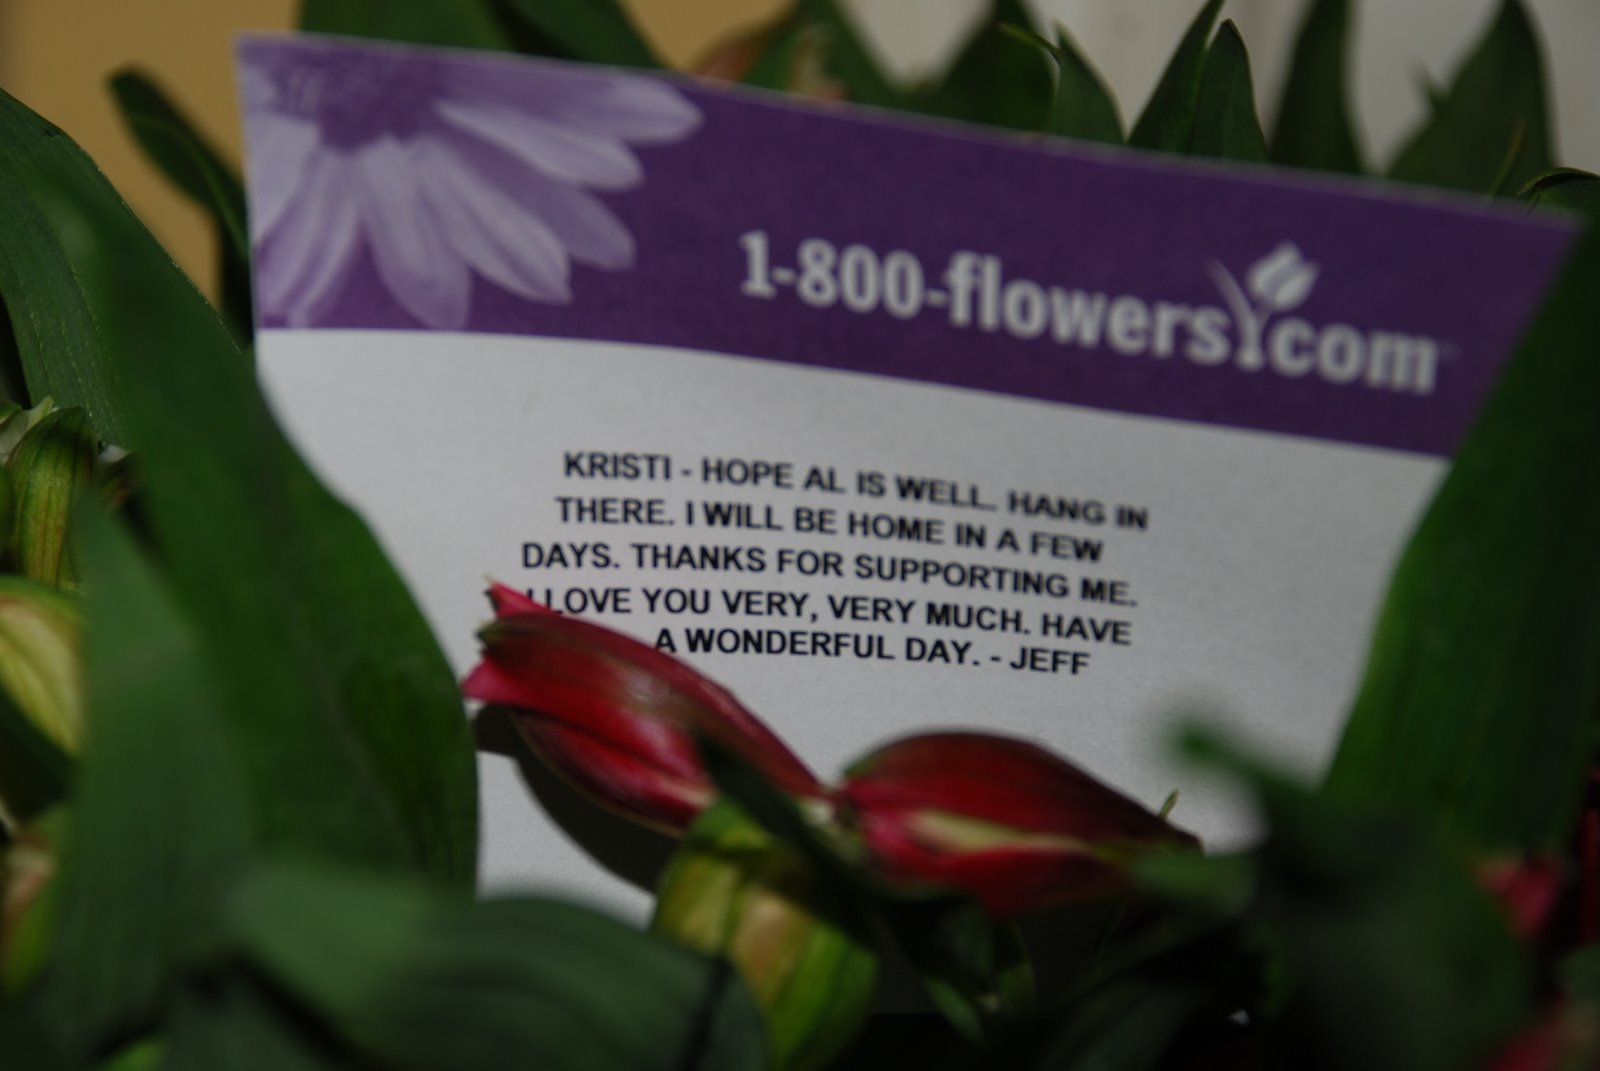 1-800-flowers.com
KRISTI - HOPE AL IS WELL. HANG IN
THERE. I WILL BE HOME IN A FEW
DAYS. THANKS FOR SUPPORTING ME.
I LOVE YOU VERY, VERY MUCH. HAVE
A WONDERFUL DAY. - JEFF